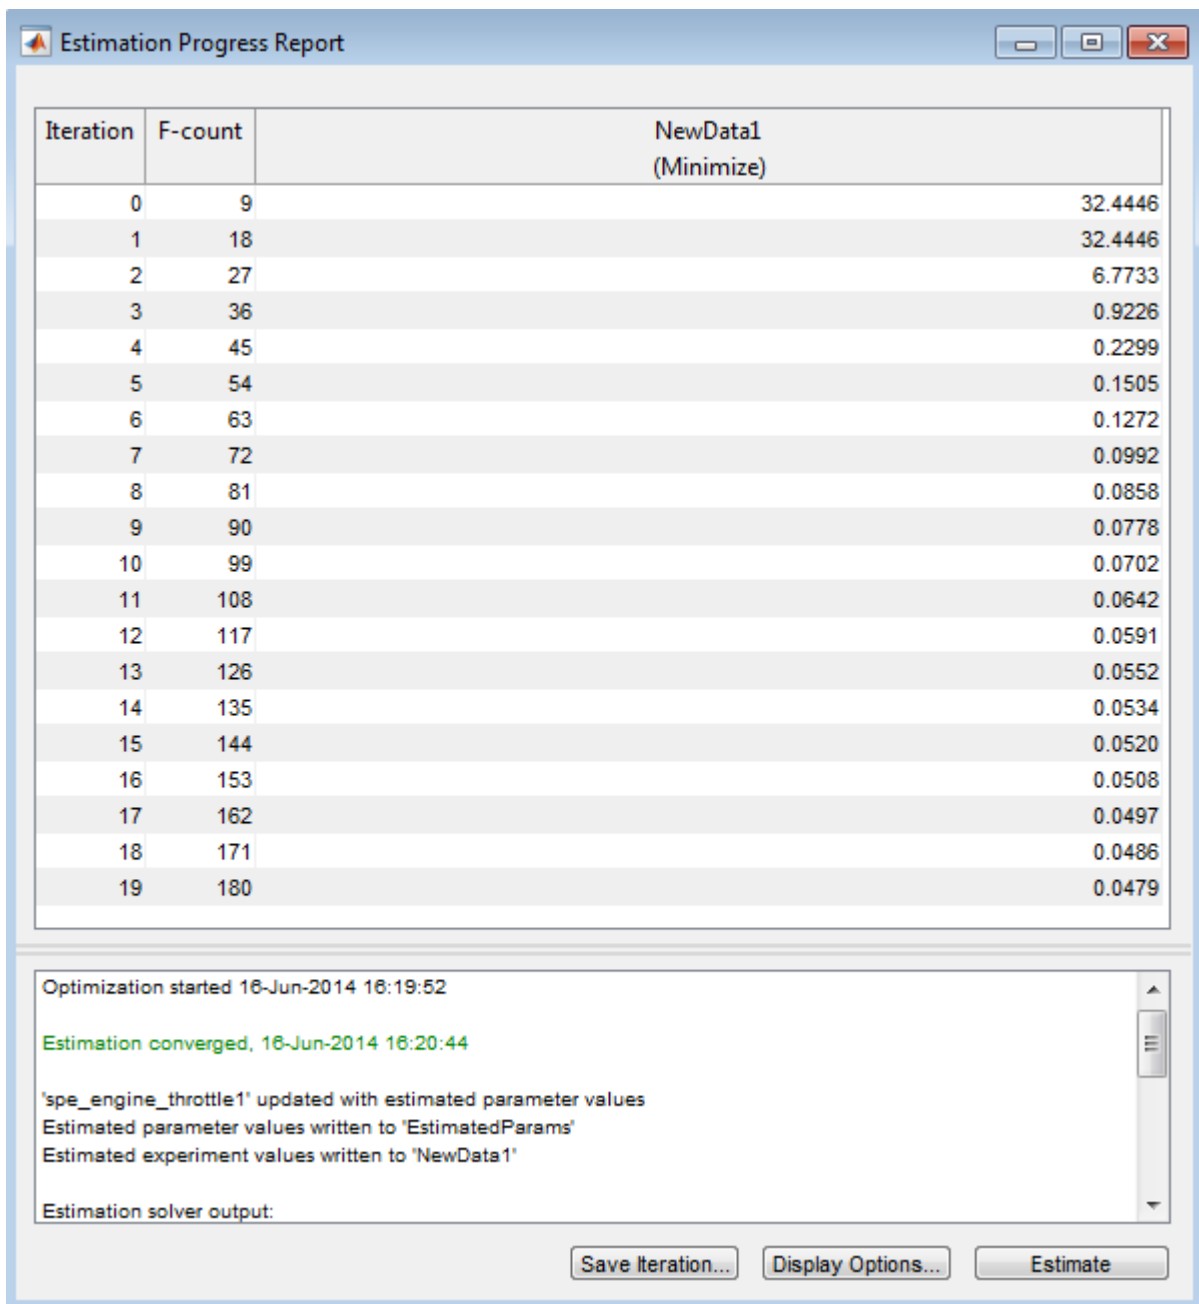 Estimation Progress Report
Iteration F-count NewData1
(Minimize)
0 9 32.4446
1 18 32.4446
2 27 6.7733
3 36 0.9226
4 45 0.2299
5 54 0.1505
6 63 0.1272
7 72 0.0992
8 81 0.0858
9 90 0.0778
10 99 0.0702
11 108 0.0642
12 117 0.0591
13 126 0.0552
14 135 0.0534
15 144 0.0520
16 153 0.0508
17 162 0.0497
18 171 0.0486
19 180 0.0479
Optimization started 16-Jun-2014 16:19:52
Estimation converged, 16-Jun-2014 16:20:44
'spe_engine_throttle1' updated with estimated parameter values
Estimated parameter values written to 'EstimatedParams'
Estimated experiment values written to 'NewData1'
Estimation solver output:
Save Iteration... Display Options... Estimate